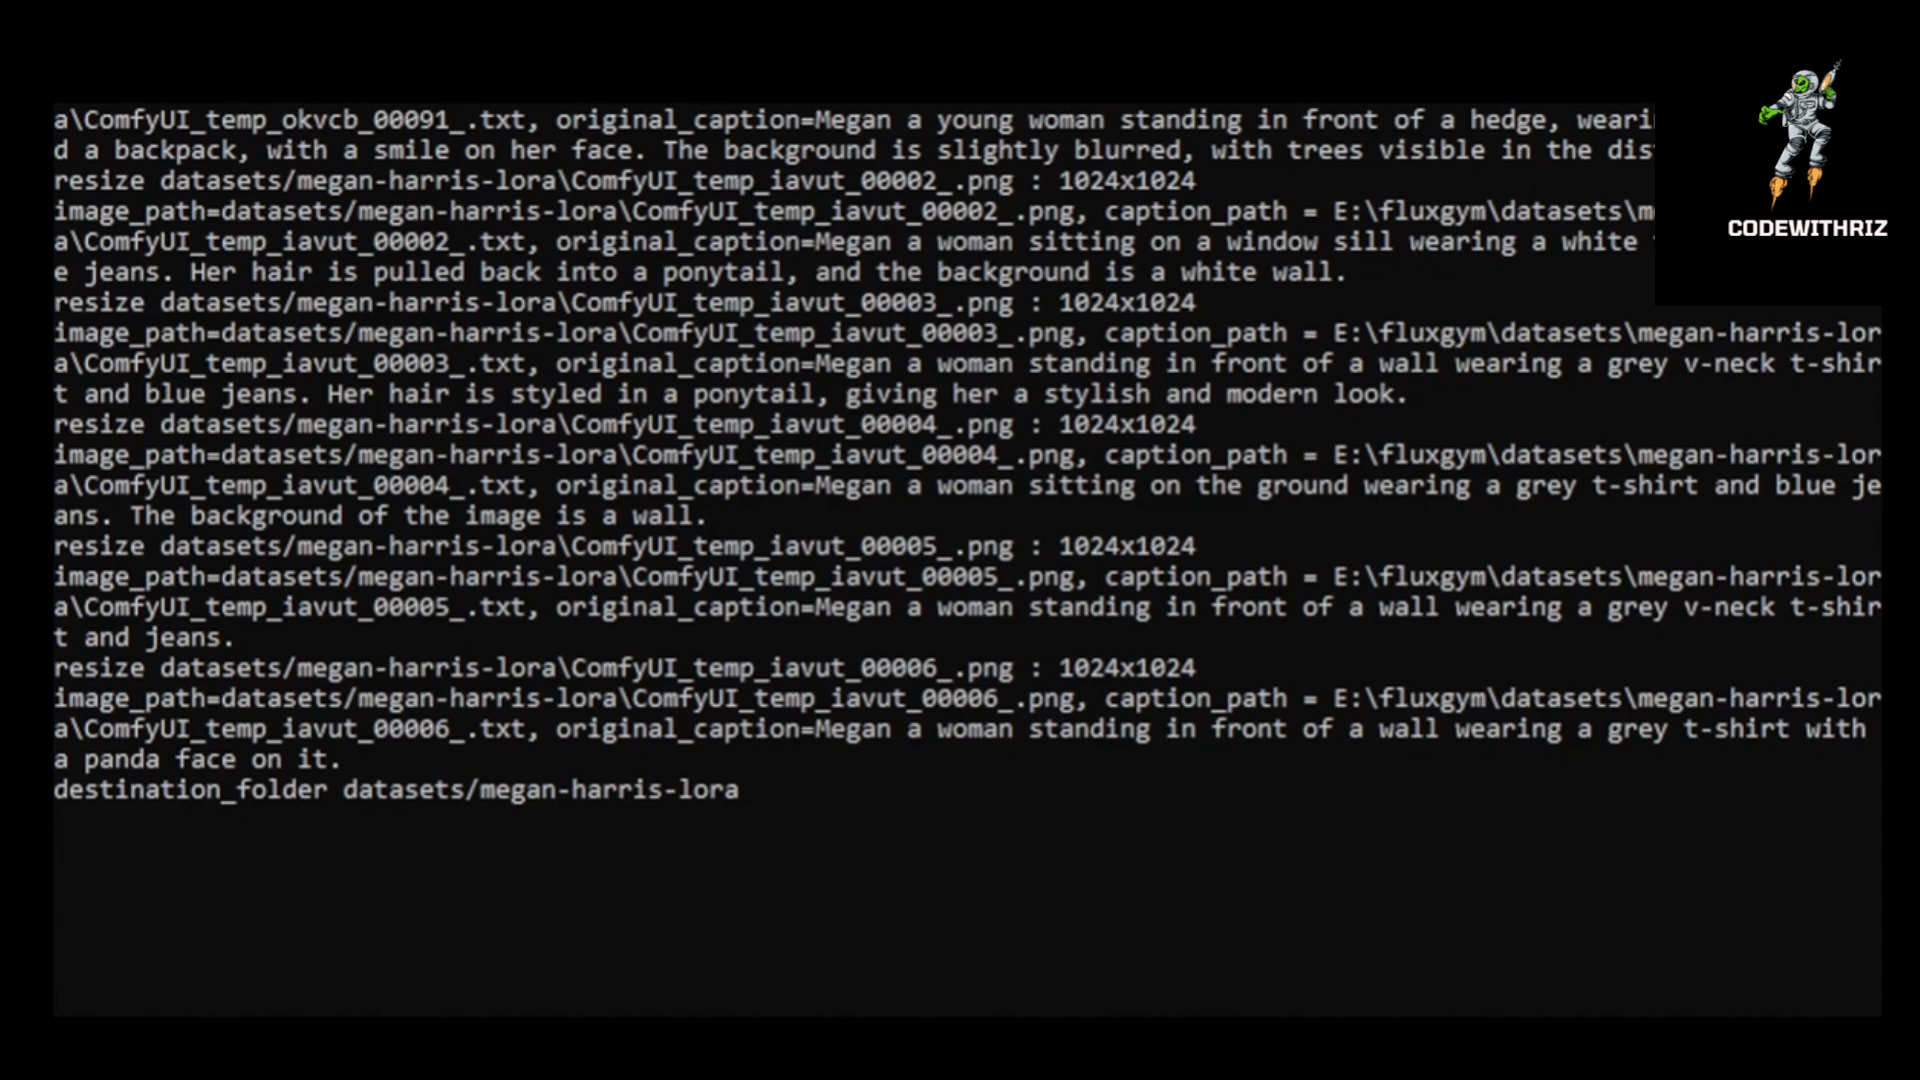 a\ComfyUI_temp_okvcb_00091_.txt, original_caption=Megan a young woman standing in front of a hedge, weari
d a backpack, with a smile on her face. The background is slightly blurred, with trees visible in the dis
resize datasets/megan-harris-lora\ComfyUI_temp_iavut_00002_.png : 1024x1024
image_path=datasets/megan-harris-lora\ComfyUI_temp_iavut_00002_.png, caption_path = E:\fluxgym\datasets\m
a\ComfyUI_temp_iavut_00002_.txt, original_caption=Megan a woman sitting on a window sill wearing a white
e jeans. Her hair is pulled back into a ponytail, and the background is a white wall.
resize datasets/megan-harris-lora\ComfyUI_temp_iavut_00003_.png : 1024x1024
image_path=datasets/megan-harris-lora\ComfyUI_temp_iavut_00003_.png, caption_path = E:\fluxgym\datasets\megan-harris-lor
a\ComfyUI_temp_iavut_00003_.txt, original_caption=Megan a woman standing in front of a wall wearing a grey v-neck t-shir
t and blue jeans. Her hair is styled in a ponytail, giving her a stylish and modern look.
resize datasets/megan-harris-lora\ComfyUI_temp_iavut_00004_.png : 1024x1024
image_path=datasets/megan-harris-lora\ComfyUI_temp_iavut_00004_.png, caption_path = E:\fluxgym\datasets\megan-harris-lor
a\ComfyUI_temp_iavut_00004_.txt, original_caption=Megan a woman sitting on the ground wearing a grey t-shirt and blue je
ans. The background of the image is a wall.
resize datasets/megan-harris-lora\ComfyUI_temp_iavut_00005_.png : 1024x1024
image_path=datasets/megan-harris-lora\ComfyUI_temp_iavut_00005_.png, caption_path = E:\fluxgym\datasets\megan-harris-lor
a\ComfyUI_temp_iavut_00005_.txt, original_caption=Megan a woman standing in front of a wall wearing a grey v-neck t-shir
t and jeans.
resize datasets/megan-harris-lora\ComfyUI_temp_iavut_00006_.png : 1024x1024
image_path=datasets/megan-harris-lora\ComfyUI_temp_iavut_00006_.png, caption_path = E:\fluxgym\datasets\megan-harris-lor
a\ComfyUI_temp_iavut_00006_.txt, original_caption=Megan a woman standing in front of a wall wearing a grey t-shirt with
a panda face on it.
destination_folder datasets/megan-harris-lora
CODEWITHRIZ